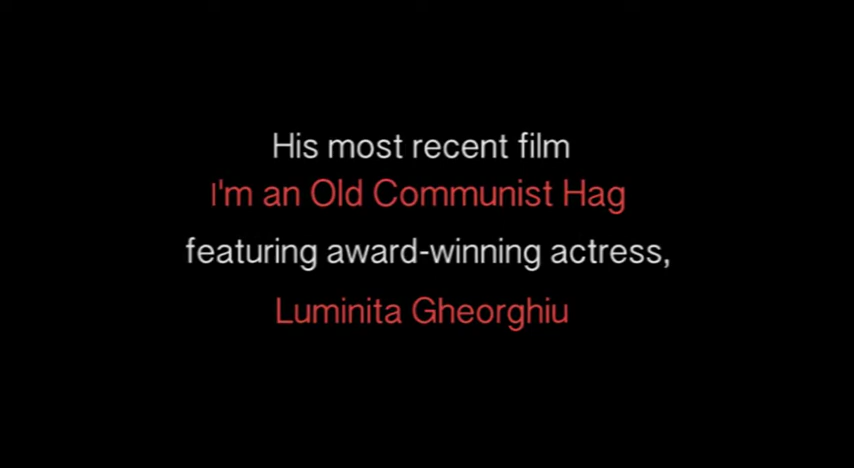 His most recent film
I'm an Old Communist Hag
featuring award-winning actress,
Luminita Gheorghiu